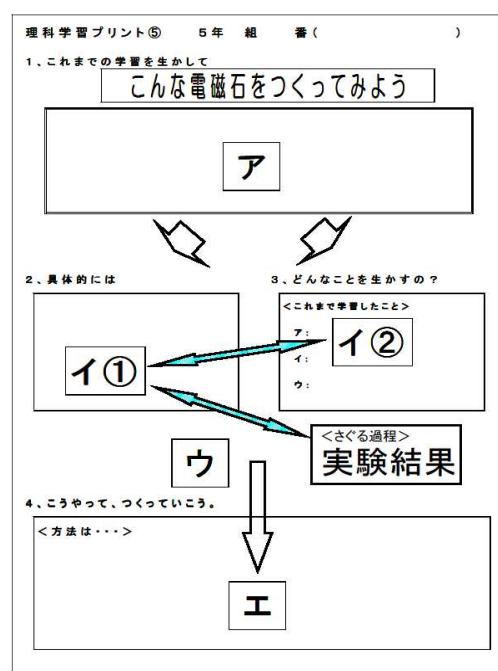 理科学習プリント⑤ 5年 組 番( )
1、これまでの学習を生かして
こんな電磁石をつくってみよう
ア
2、具体的には
3、どんなことを生かすの？
<これまで学習したこと>
ア:
イ①
イ②
イ:
ウ:
<さぐる過程>
実験結果
ウ
4、こうやって、つくっていこう。
<方法は・・・>
エ